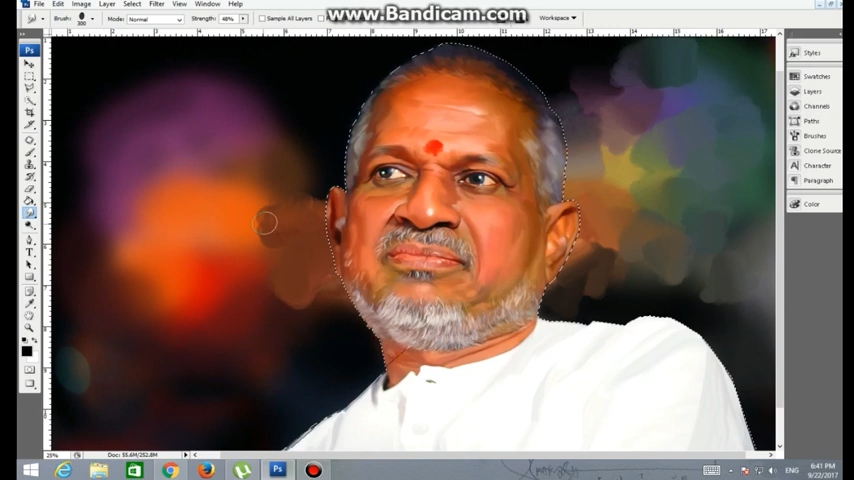 www.Bandicam.com
File Edit Image Layer Select Filter View Window Help
Brush: 300 Mode: Normal Strength: 48% Sample All Layers Workspace
Ps
Styles
Swatches
Layers
Channels
Paths
Brushes
Clone Source
Character
Paragraph
Color
25% Doc: 55.6M/252.8M
ENG 6:41 PM
9/22/2017